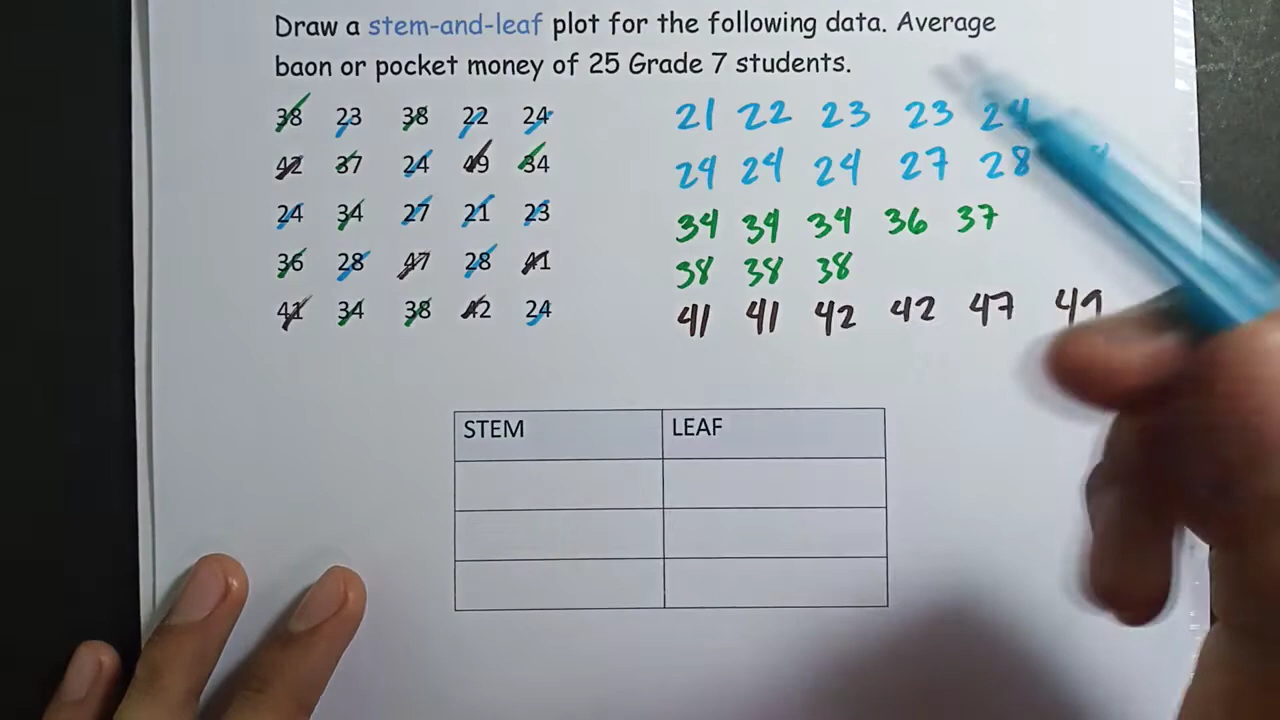 Draw a stem-and-leaf plot for the following data. Average
baon or pocket money of 25 Grade 7 students.
38 23 38 22 24
42 37 24 49 34
24 34 27 21 23
36 28 47 28 41
41 34 38 42 24
21 22 23 23 24
24 24 24 27 28
34 34 34 36 37
38 38 38
41 41 42 42 47 49
STEM LEAF